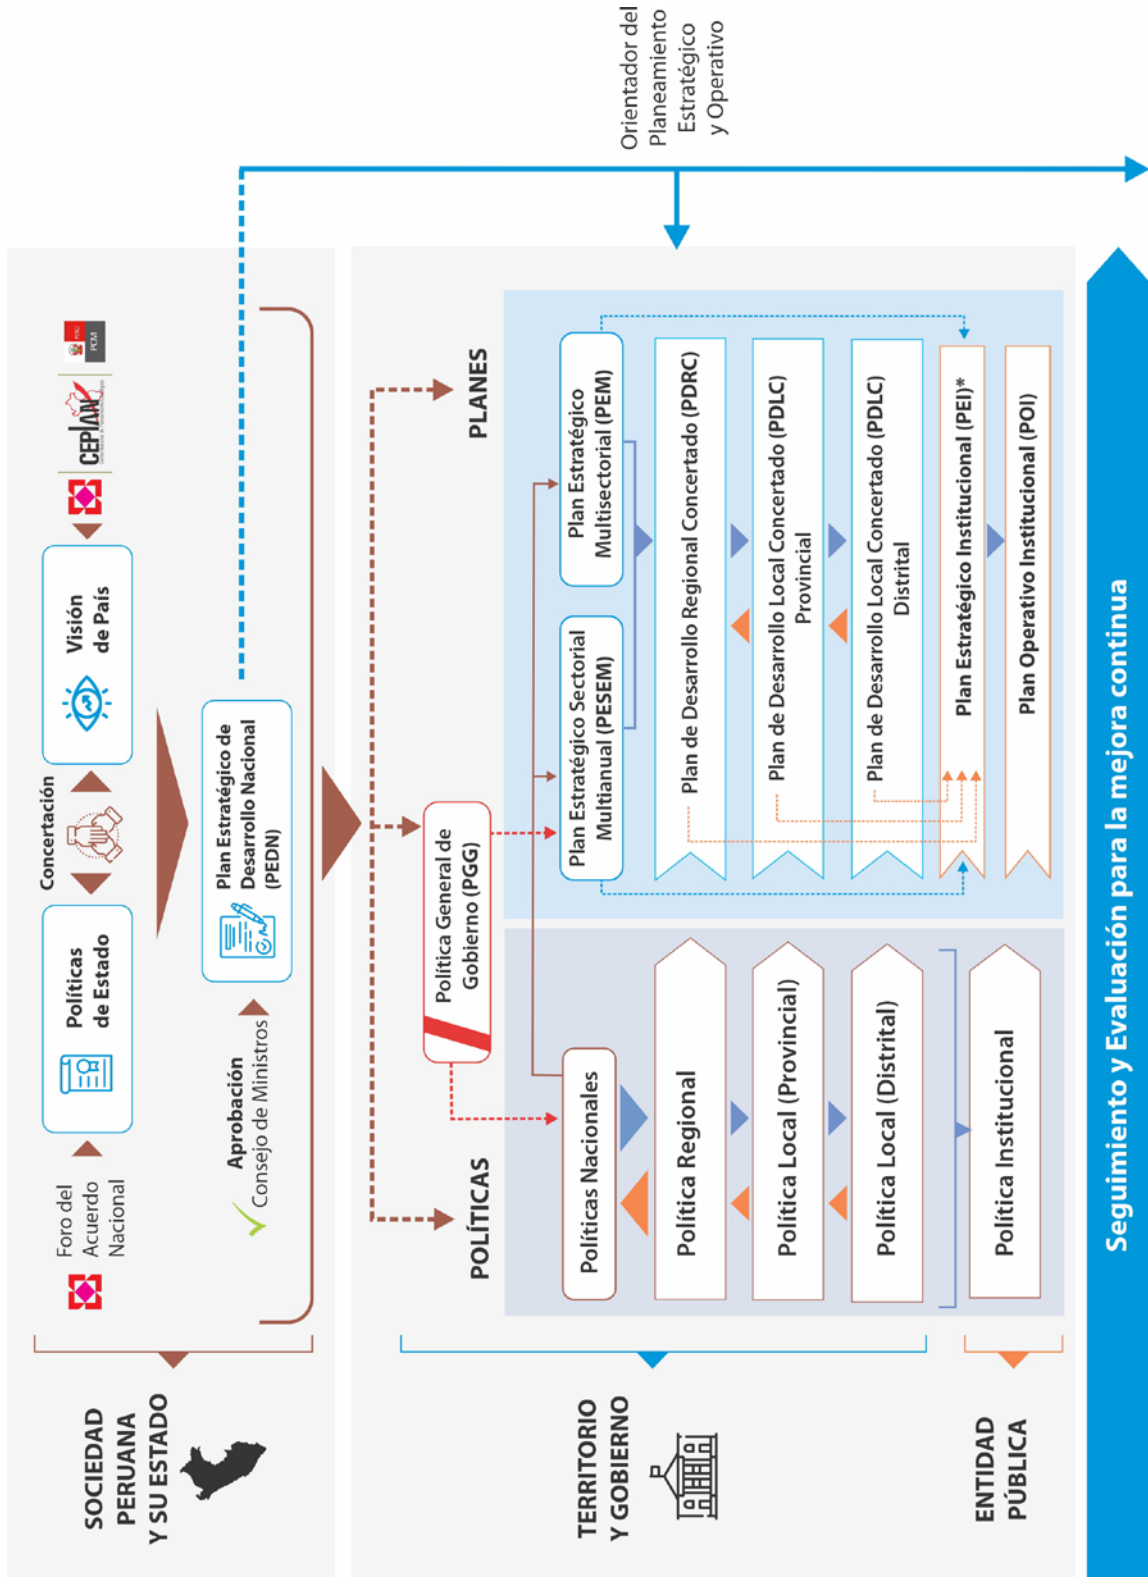 SOCIEDAD
PERUANA
Y SU ESTADO
Foro del
Acuerdo
Nacional
Políticas
de Estado
Concertación
Visión
de País
CEPLAN
PERÚ
PCM
Aprobación
Consejo de Ministros
Plan Estratégico de
Desarrollo Nacional
(PEDN)
Orientador del
Planeamiento
Estratégico
y Operativo
TERRITORIO
Y GOBIERNO
POLÍTICAS
Política General de
Gobierno (PGG)
PLANES
Políticas Nacionales
Plan Estratégico Sectorial
Multianual (PESEM)
Plan Estratégico
Multisectorial (PEM)
Política Regional
Plan de Desarrollo Regional Concertado (PDRC)
Política Local (Provincial)
Plan de Desarrollo Local Concertado (PDLC)
Provincial
Política Local (Distrital)
Plan de Desarrollo Local Concertado (PDLC)
Distrital
ENTIDAD
PÚBLICA
Política Institucional
Plan Estratégico Institucional (PEI)*
Plan Operativo Institucional (POI)
Seguimiento y Evaluación para la mejora continua